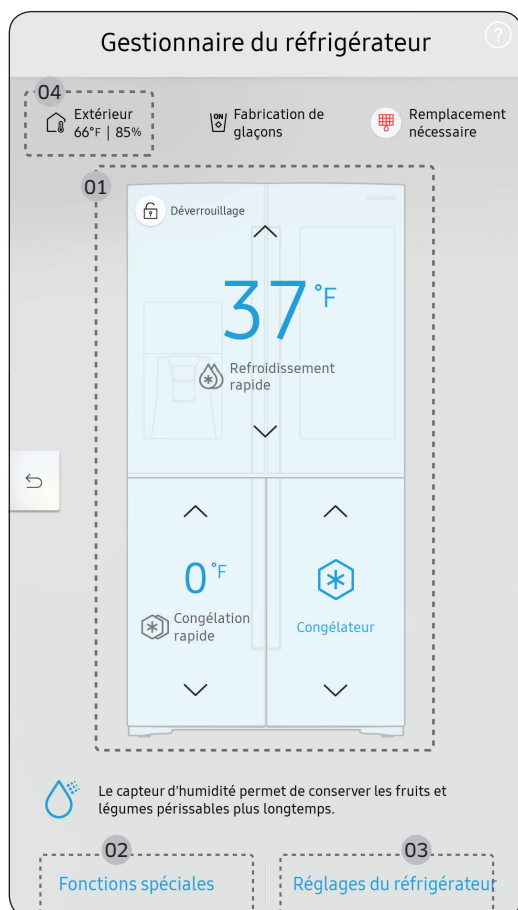 Gestionnaire du réfrigérateur
?
04
Extérieur
66°F | 85%
ON
Fabrication de
glaçons
Remplacement
nécessaire
01
Déverrouillage
SAMSUNG
37°F
Refroidissement
rapide
0°F
Congélation
rapide
Congélateur
Le capteur d'humidité permet de conserver les fruits et
légumes périssables plus longtemps.
02
Fonctions spéciales
03
Réglages du réfrigérateur